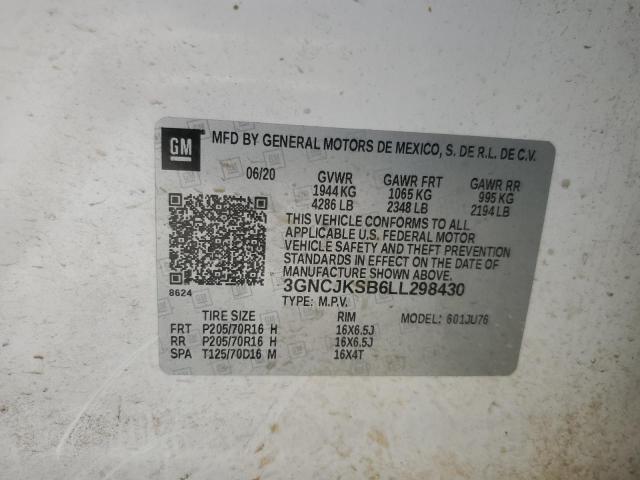 GM MFD BY GENERAL MOTORS DE MEXICO, S. DE R.L. DE C.V.
06/20 GVWR GAWR FRT GAWR RR
1944 KG 1065 KG 995 KG
4286 LB 2348 LB 2194 LB
THIS VEHICLE CONFORMS TO ALL
APPLICABLE U.S. FEDERAL MOTOR
VEHICLE SAFETY AND THEFT PREVENTION
STANDARDS IN EFFECT ON THE DATE OF
MANUFACTURE SHOWN ABOVE.
8624 3GNCJKSB6LL298430
TYPE: M.P.V.
TIRE SIZE RIM MODEL: 601JU76
FRT P205/70R16 H 16X6.5J
RR P205/70R16 H 16X6.5J
SPA T125/70D16 M 16X4T